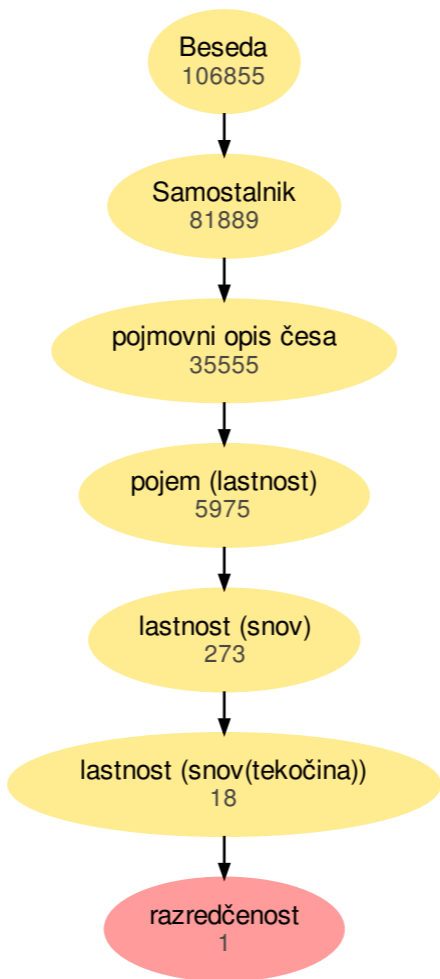 Beseda
106855
Samostalnik
81889
pojmovni opis česa
35555
pojem (lastnost)
5975
lastnost (snov)
273
lastnost (snov(tekočina))
18
razredčenost
1